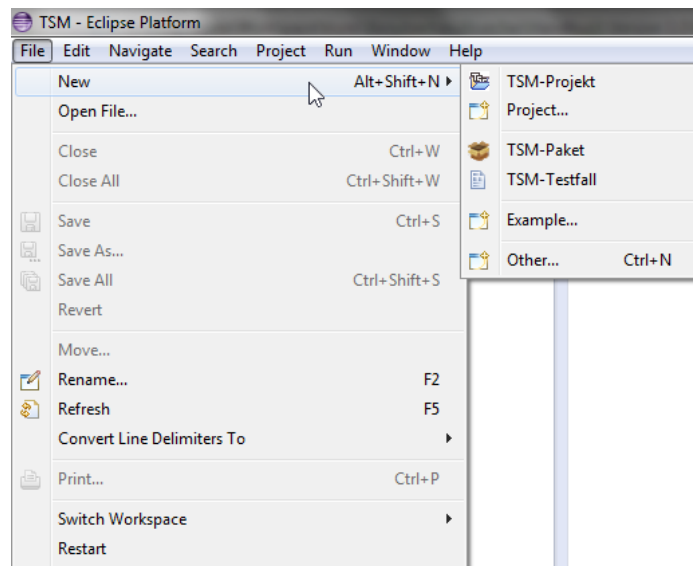 TSM - Eclipse Platform
File Edit Navigate Search Project Run Window Help
New Alt+Shift+N
Open File...
Close Ctrl+W
Close All Ctrl+Shift+W
Save Ctrl+S
Save As...
Save All Ctrl+Shift+S
Revert
Move...
Rename... F2
Refresh F5
Convert Line Delimiters To
Print... Ctrl+P
Switch Workspace
Restart
TSM-Projekt
Project...
TSM-Paket
TSM-Testfall
Example...
Other... Ctrl+N